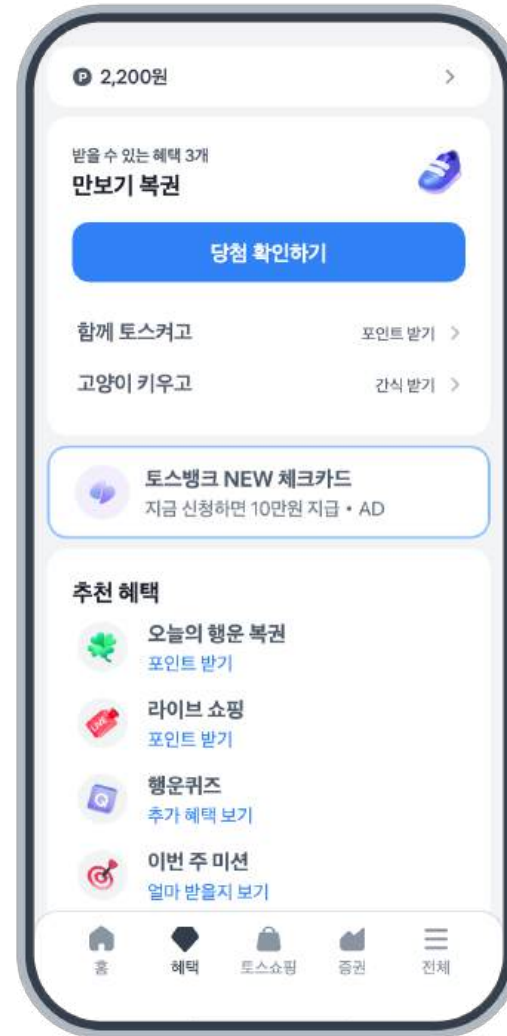 P 2,200원
받을 수 있는 혜택 3개
만보기 복권
당첨 확인하기
함께 토스켜고 포인트 받기
고양이 키우고 간식 받기
토스뱅크 NEW 체크카드
지금 신청하면 10만원 지급 • AD
추천 혜택
오늘의 행운 복권
포인트 받기
LIVE
라이브 쇼핑
포인트 받기
Q
행운퀴즈
추가 혜택 보기
이번 주 미션
얼마 받을지 보기
홈 혜택 토스쇼핑 증권 전체